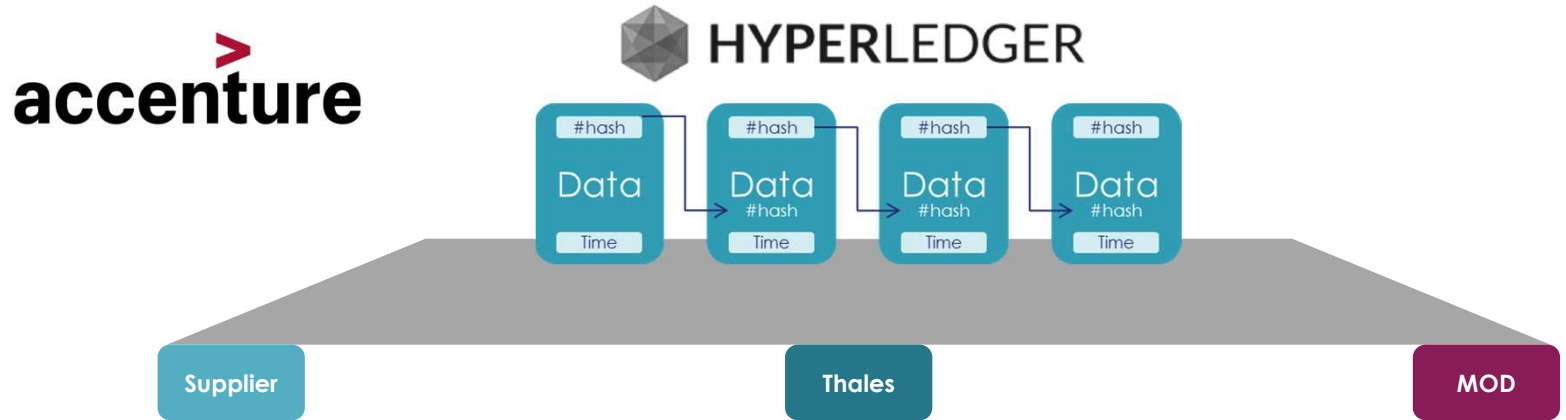 >
accenture
HYPERLEDGER
#hash #hash #hash #hash
Data Data Data Data
#hash #hash #hash
Time Time Time Time
Supplier Thales MOD